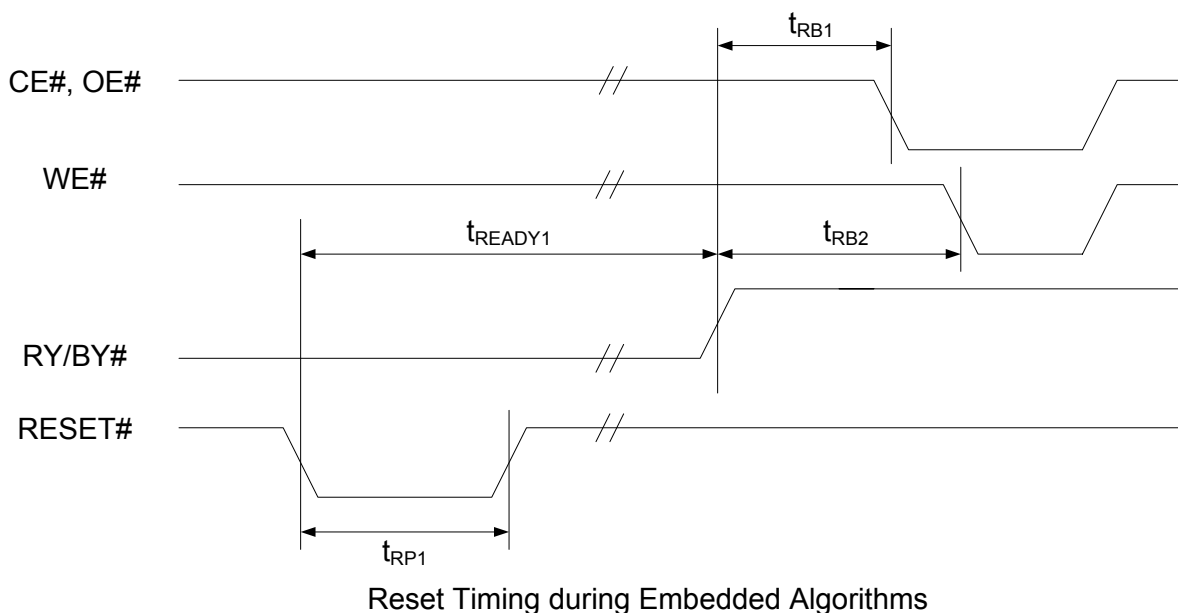 tRB1
CE#, OE#
WE#
tREADY1
tRB2
RY/BY#
RESET#
tRP1
Reset Timing during Embedded Algorithms